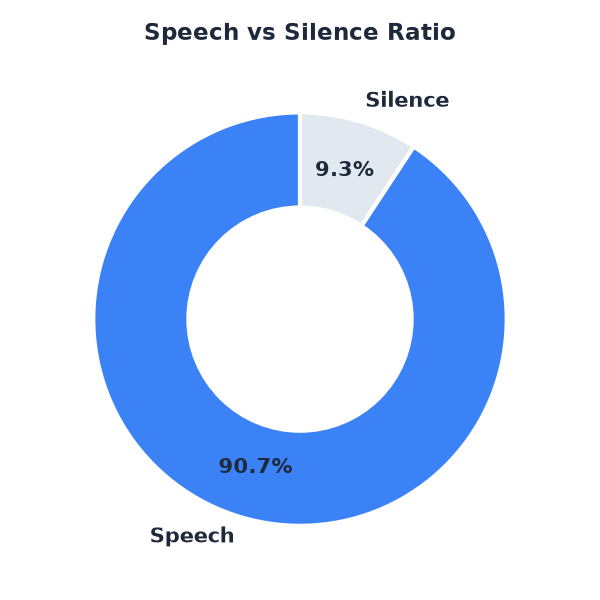 Speech vs Silence Ratio
Silence
9.3%
90.7%
Speech